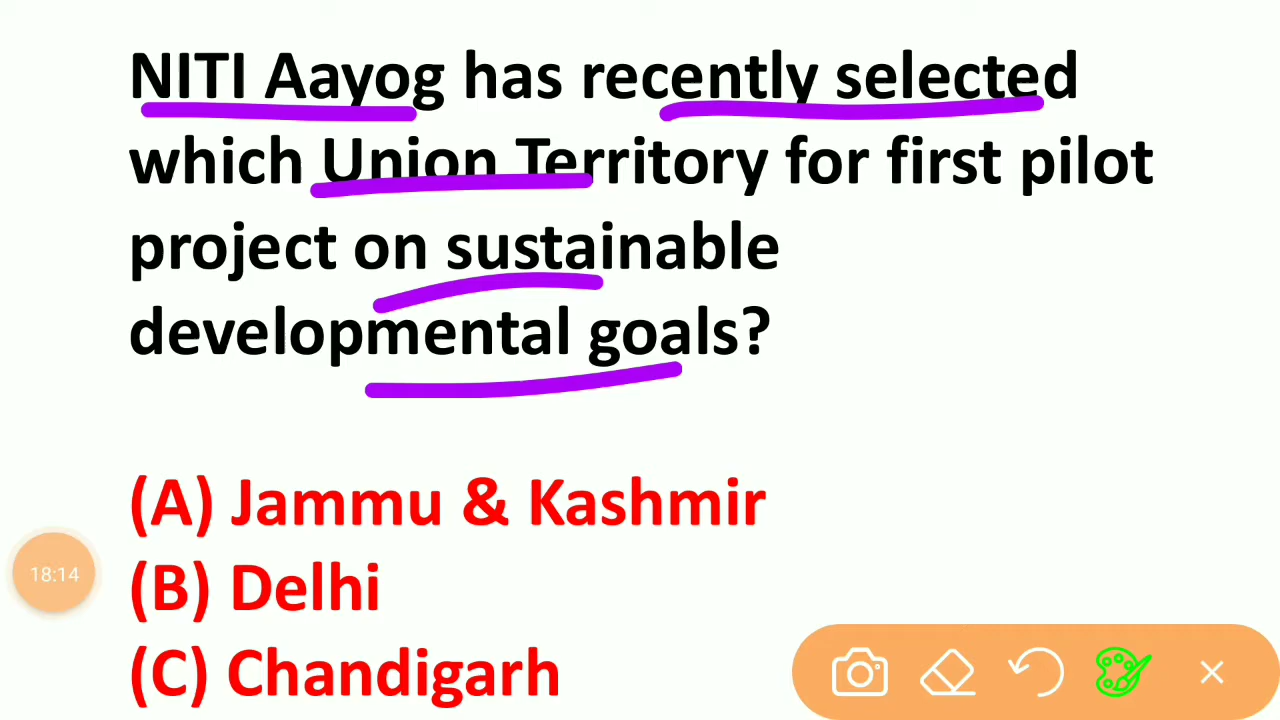 NITI Aayog has recently selected
which Union Territory for first pilot
project on sustainable
developmental goals?
(A) Jammu & Kashmir
(B) Delhi
(C) Chandigarh
18:14